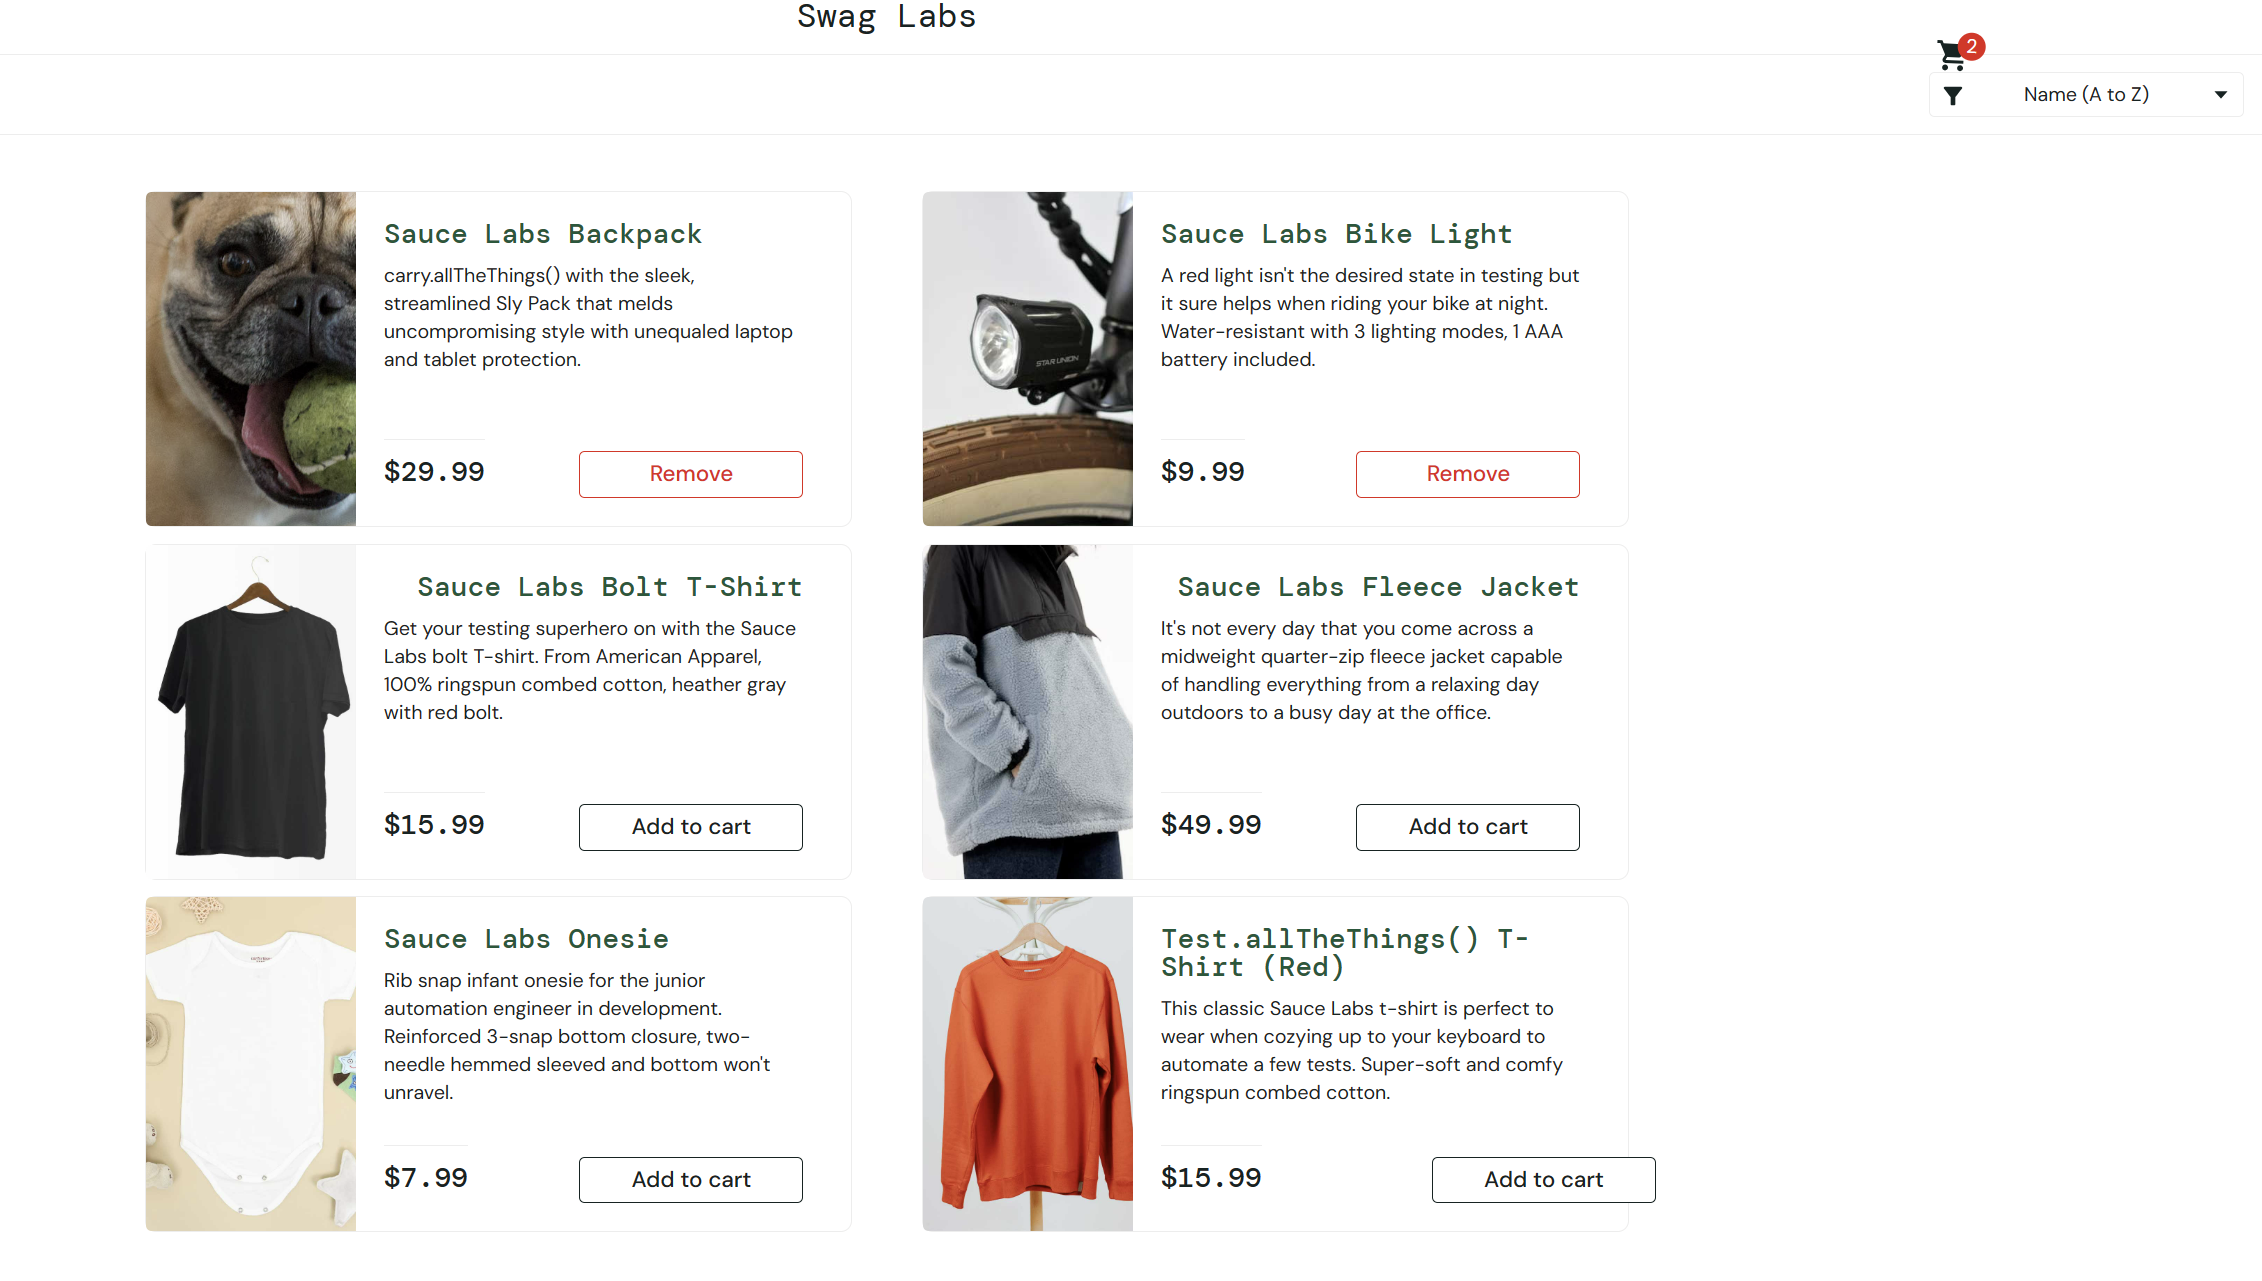 Swag Labs
2
Name (A to Z)
Sauce Labs Backpack
carry.allTheThings() with the sleek,
streamlined Sly Pack that melds
uncompromising style with unequaled laptop
and tablet protection.
$29.99
Remove
Sauce Labs Bike Light
A red light isn't the desired state in testing but
it sure helps when riding your bike at night.
Water-resistant with 3 lighting modes, 1 AAA
battery included.
STAR UNION
$9.99
Remove
Sauce Labs Bolt T-Shirt
Get your testing superhero on with the Sauce
Labs bolt T-shirt. From American Apparel,
100% ringspun combed cotton, heather gray
with red bolt.
$15.99
Add to cart
Sauce Labs Fleece Jacket
It's not every day that you come across a
midweight quarter-zip fleece jacket capable
of handling everything from a relaxing day
outdoors to a busy day at the office.
$49.99
Add to cart
Sauce Labs Onesie
Rib snap infant onesie for the junior
automation engineer in development.
Reinforced 3-snap bottom closure, two-
needle hemmed sleeved and bottom won't
unravel.
$7.99
Add to cart
Test.allTheThings() T-
Shirt (Red)
This classic Sauce Labs t-shirt is perfect to
wear when cozying up to your keyboard to
automate a few tests. Super-soft and comfy
ringspun combed cotton.
$15.99
Add to cart